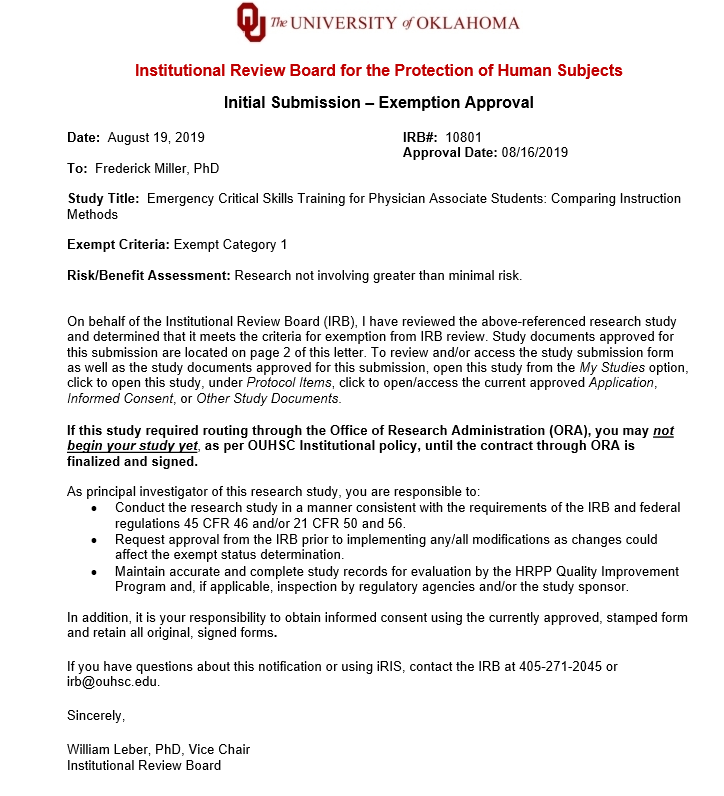 The UNIVERSITY of OKLAHOMA
Institutional Review Board for the Protection of Human Subjects
Initial Submission – Exemption Approval
Date: August 19, 2019 IRB#: 10801
Approval Date: 08/16/2019
To: Frederick Miller, PhD
Study Title: Emergency Critical Skills Training for Physician Associate Students: Comparing Instruction
Methods
Exempt Criteria: Exempt Category 1
Risk/Benefit Assessment: Research not involving greater than minimal risk.
On behalf of the Institutional Review Board (IRB), I have reviewed the above-referenced research study
and determined that it meets the criteria for exemption from IRB review. Study documents approved for
this submission are located on page 2 of this letter. To review and/or access the study submission form
as well as the study documents approved for this submission, open this study from the My Studies option,
click to open this study, under Protocol Items, click to open/access the current approved Application,
Informed Consent, or Other Study Documents.
If this study required routing through the Office of Research Administration (ORA), you may not
begin your study yet, as per OUHSC Institutional policy, until the contract through ORA is
finalized and signed.
As principal investigator of this research study, you are responsible to:
• Conduct the research study in a manner consistent with the requirements of the IRB and federal
regulations 45 CFR 46 and/or 21 CFR 50 and 56.
• Request approval from the IRB prior to implementing any/all modifications as changes could
affect the exempt status determination.
• Maintain accurate and complete study records for evaluation by the HRPP Quality Improvement
Program and, if applicable, inspection by regulatory agencies and/or the study sponsor.
In addition, it is your responsibility to obtain informed consent using the currently approved, stamped form
and retain all original, signed forms.
If you have questions about this notification or using iRIS, contact the IRB at 405-271-2045 or
irb@ouhsc.edu.
Sincerely,
William Leber, PhD, Vice Chair
Institutional Review Board